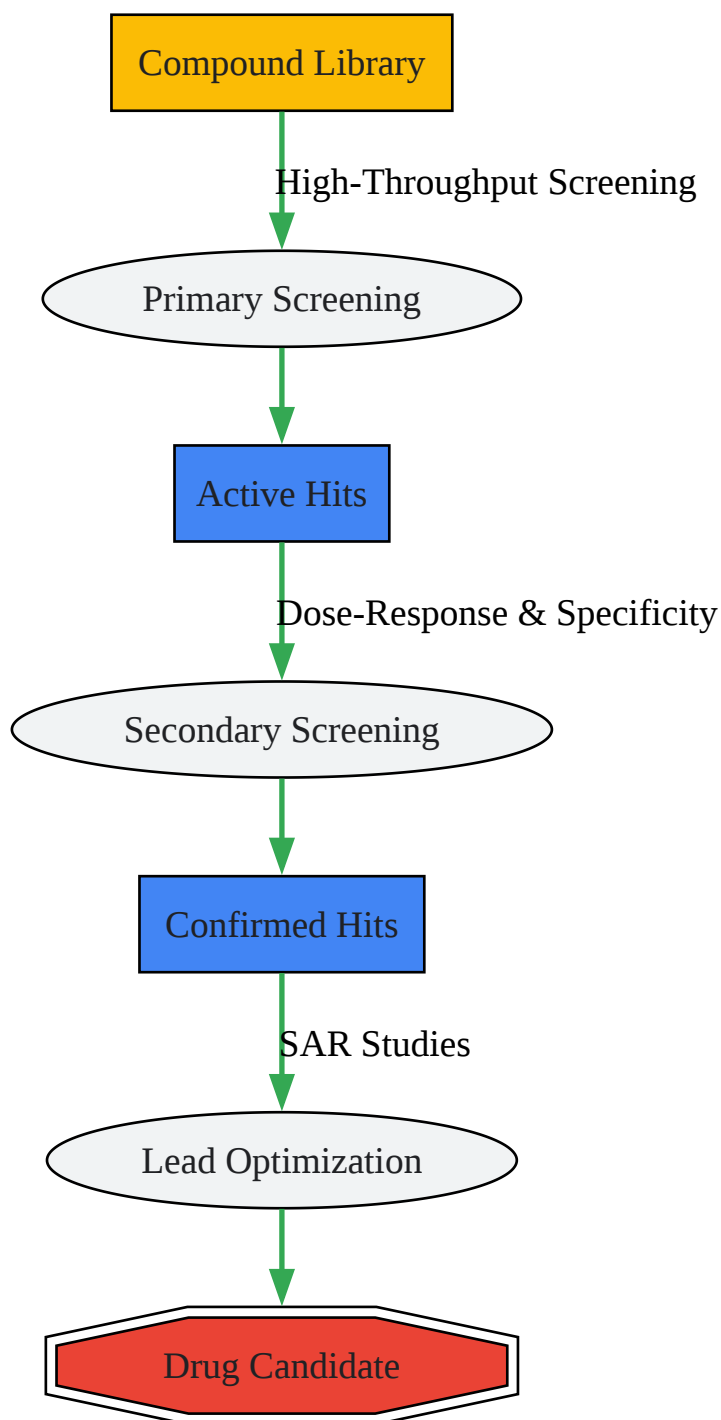 Compound Library
High-Throughput Screening
Primary Screening
Active Hits
Dose-Response & Specificity
Secondary Screening
Confirmed Hits
SAR Studies
Lead Optimization
Drug Candidate